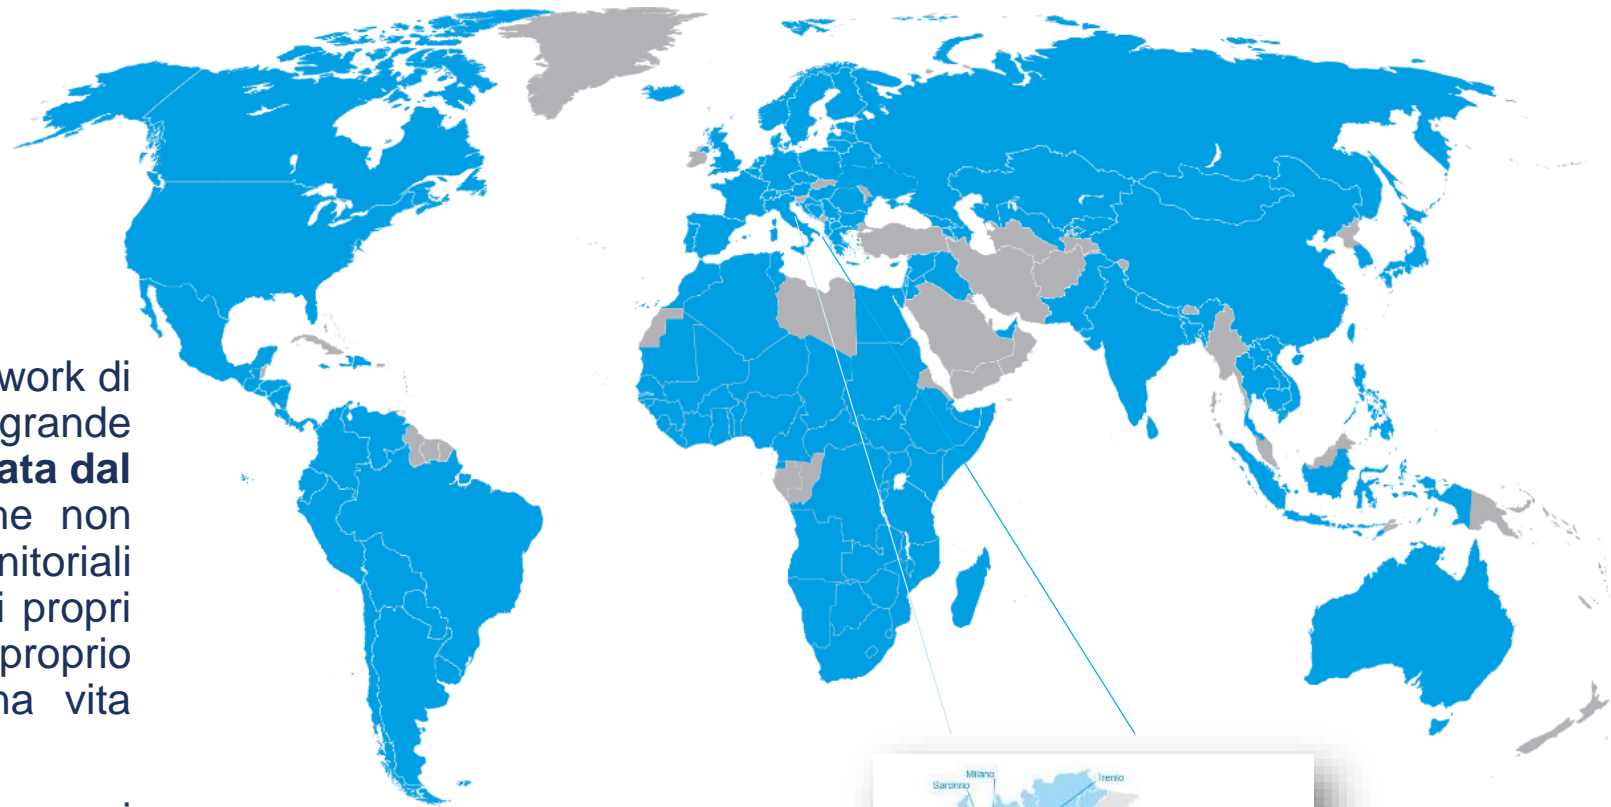 work di
grande
ata dal
ne non
nitoriali
i propri
proprio
na vita
i
Milano
Saronno
Trento